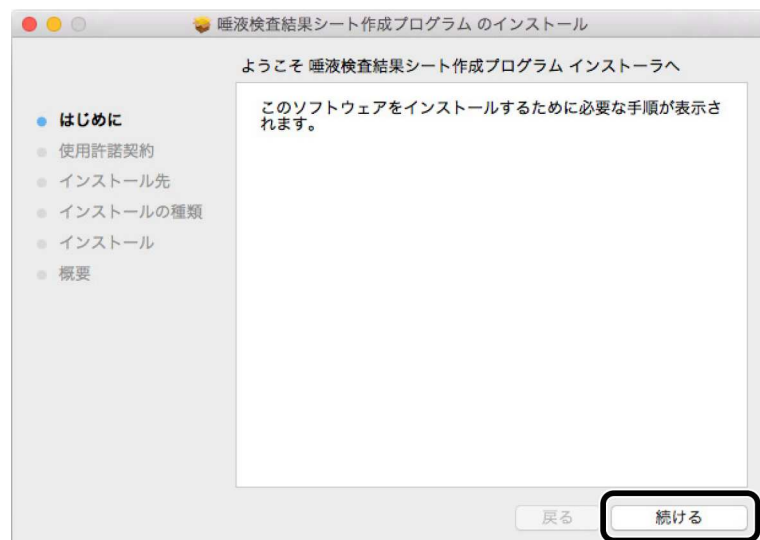 唾液検査結果シート作成プログラム のインストール
ようこそ 唾液検査結果シート作成プログラム インストーラへ
はじめに
使用許諾契約
インストール先
インストールの種類
インストール
概要
このソフトウェアをインストールするために必要な手順が表示さ
れます。
戻る
続ける